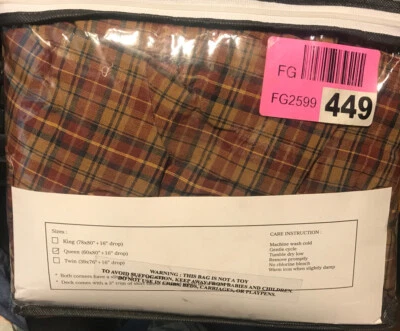 FG
FG2599
449
Sizes :
King (78x80" + 16" drop)
Queen (60x80" + 16" drop)
Twin (39x76" + 16" drop)
CARE INSTRUCTION :
Machine wash cold
Gentle cycle
Tumble dry low
Remove promptly
No chlorine bleach
Warm iron when slightly damp
* Both corners have a
WARNING : THIS BAG IS NOT A TOY
TO AVOID SUFFOCATION, KEEP AWAY FROM BABIES AND CHILDREN.
DO NOT USE IN CRIBS, BEDS, CARRIAGES, OR PLAYPENS.